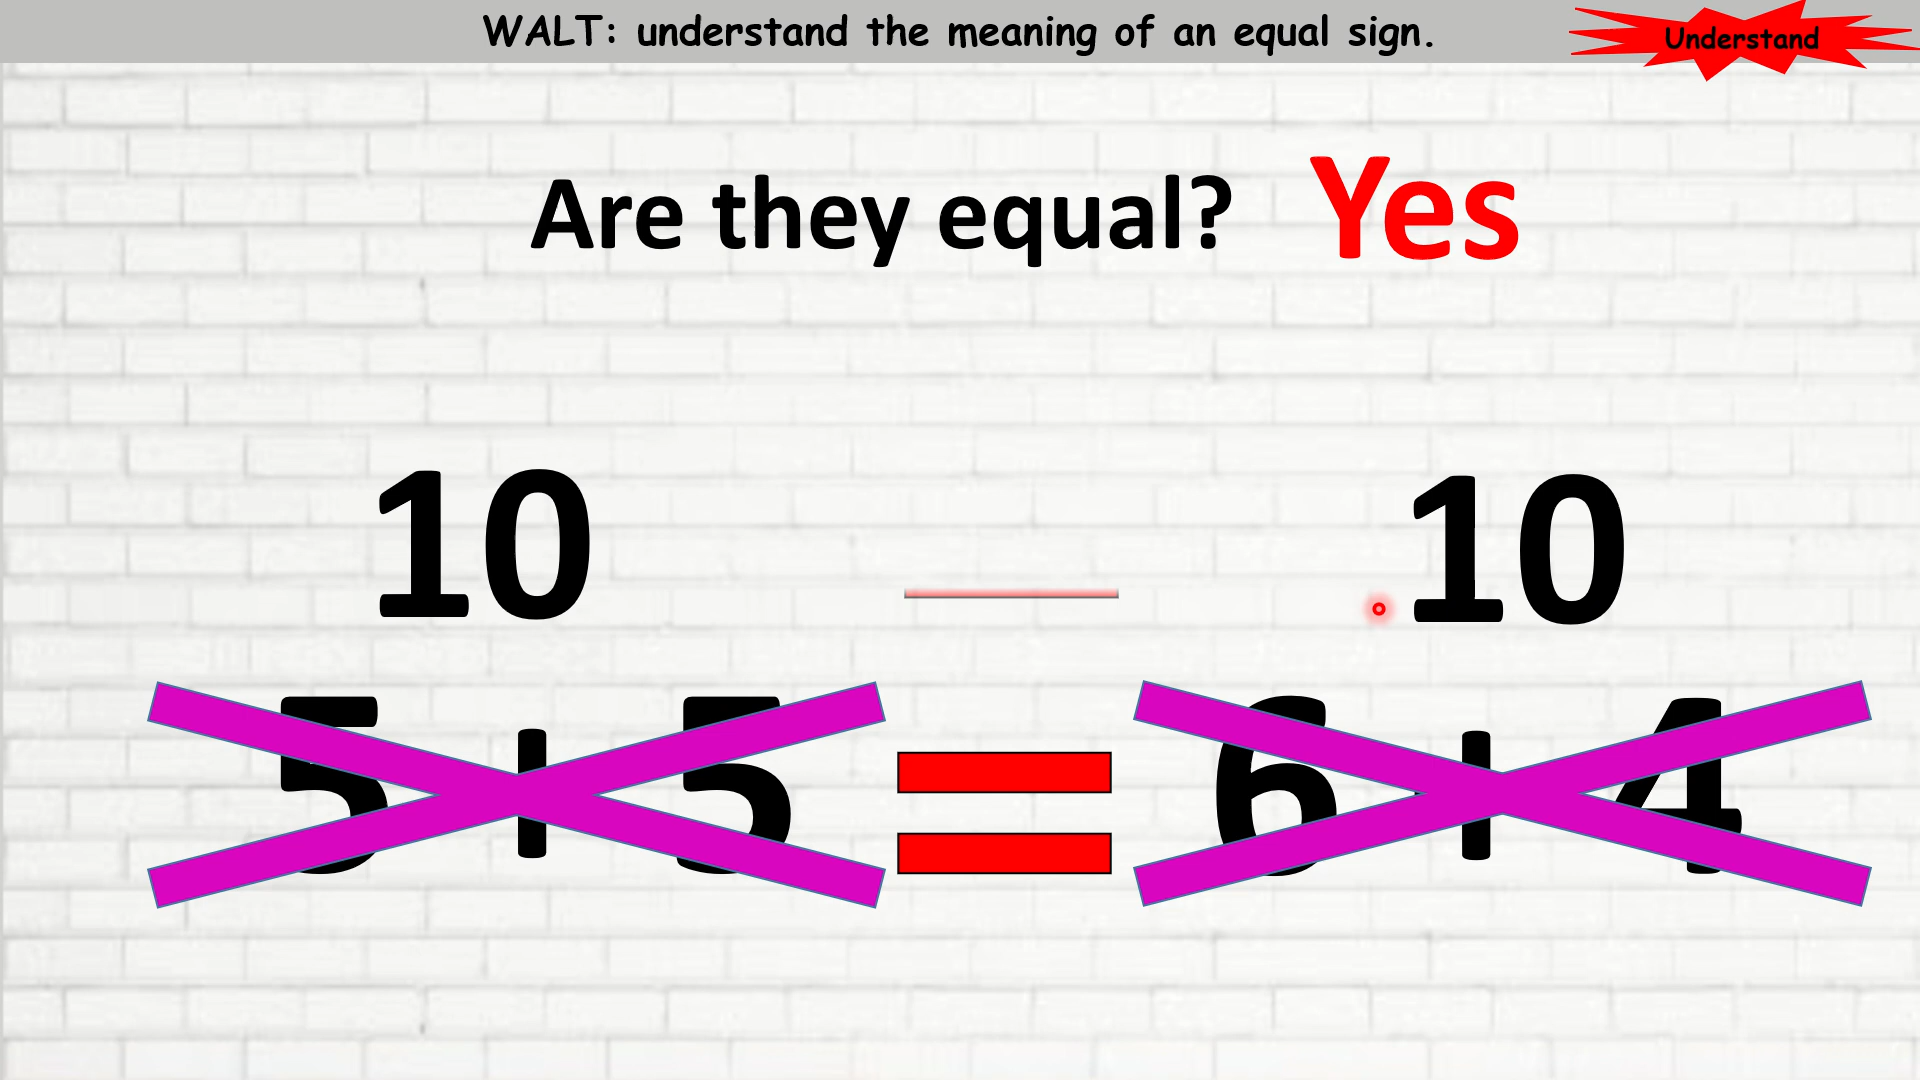 WALT: understand the meaning of an equal sign.
Understand
Are they equal? Yes
10 10
5 + 5 = 6 + 4